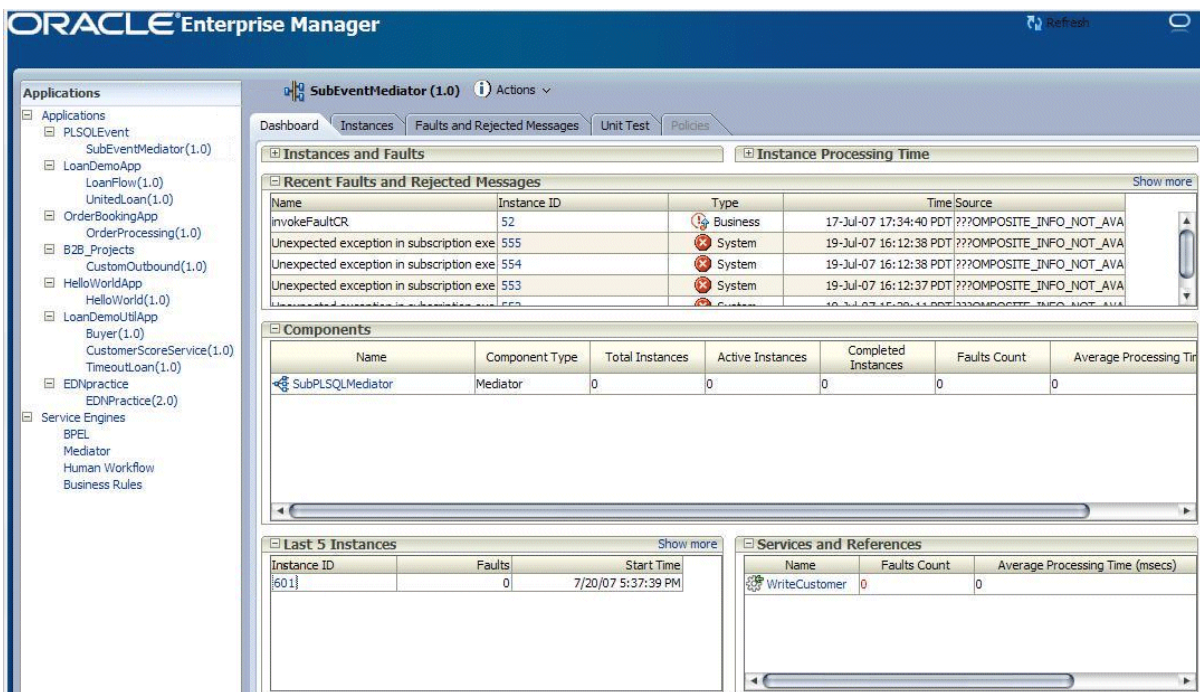 ORACLE Enterprise Manager
Refresh
Applications
SubEventMediator (1.0) Actions
Applications
PLSQLEvent
SubEventMediator(1.0)
LoanDemoApp
LoanFlow(1.0)
UnitedLoan(1.0)
OrderBookingApp
OrderProcessing(1.0)
B2B_Projects
CustomOutbound(1.0)
HelloWorldApp
HelloWorld(1.0)
LoanDemoUtilApp
Buyer(1.0)
CustomerScoreService(1.0)
TimeoutLoan(1.0)
EDNpractice
EDNPractice(2.0)
Service Engines
BPEL
Mediator
Human Workflow
Business Rules
Dashboard Instances Faults and Rejected Messages Unit Test Policies
Instances and Faults Instance Processing Time
Recent Faults and Rejected Messages Show more
Name Instance ID Type Time Source
invokeFaultCR 52 Business 17-Jul-07 17:34:40 PDT ???OMPOSITE_INFO_NOT_AVA
Unexpected exception in subscription exe 555 System 19-Jul-07 16:12:38 PDT ???OMPOSITE_INFO_NOT_AVA
Unexpected exception in subscription exe 554 System 19-Jul-07 16:12:38 PDT ???OMPOSITE_INFO_NOT_AVA
Unexpected exception in subscription exe 553 System 19-Jul-07 16:12:37 PDT ???OMPOSITE_INFO_NOT_AVA
Components
Name Component Type Total Instances Active Instances Completed Instances Faults Count Average Processing Tim
SubPLSQLMediator Mediator 0 0 0 0 0
Last 5 Instances Show more
Instance ID Faults Start Time
601 0 7/20/07 5:37:39 PM
Services and References
Name Faults Count Average Processing Time (msecs)
WriteCustomer 0 0